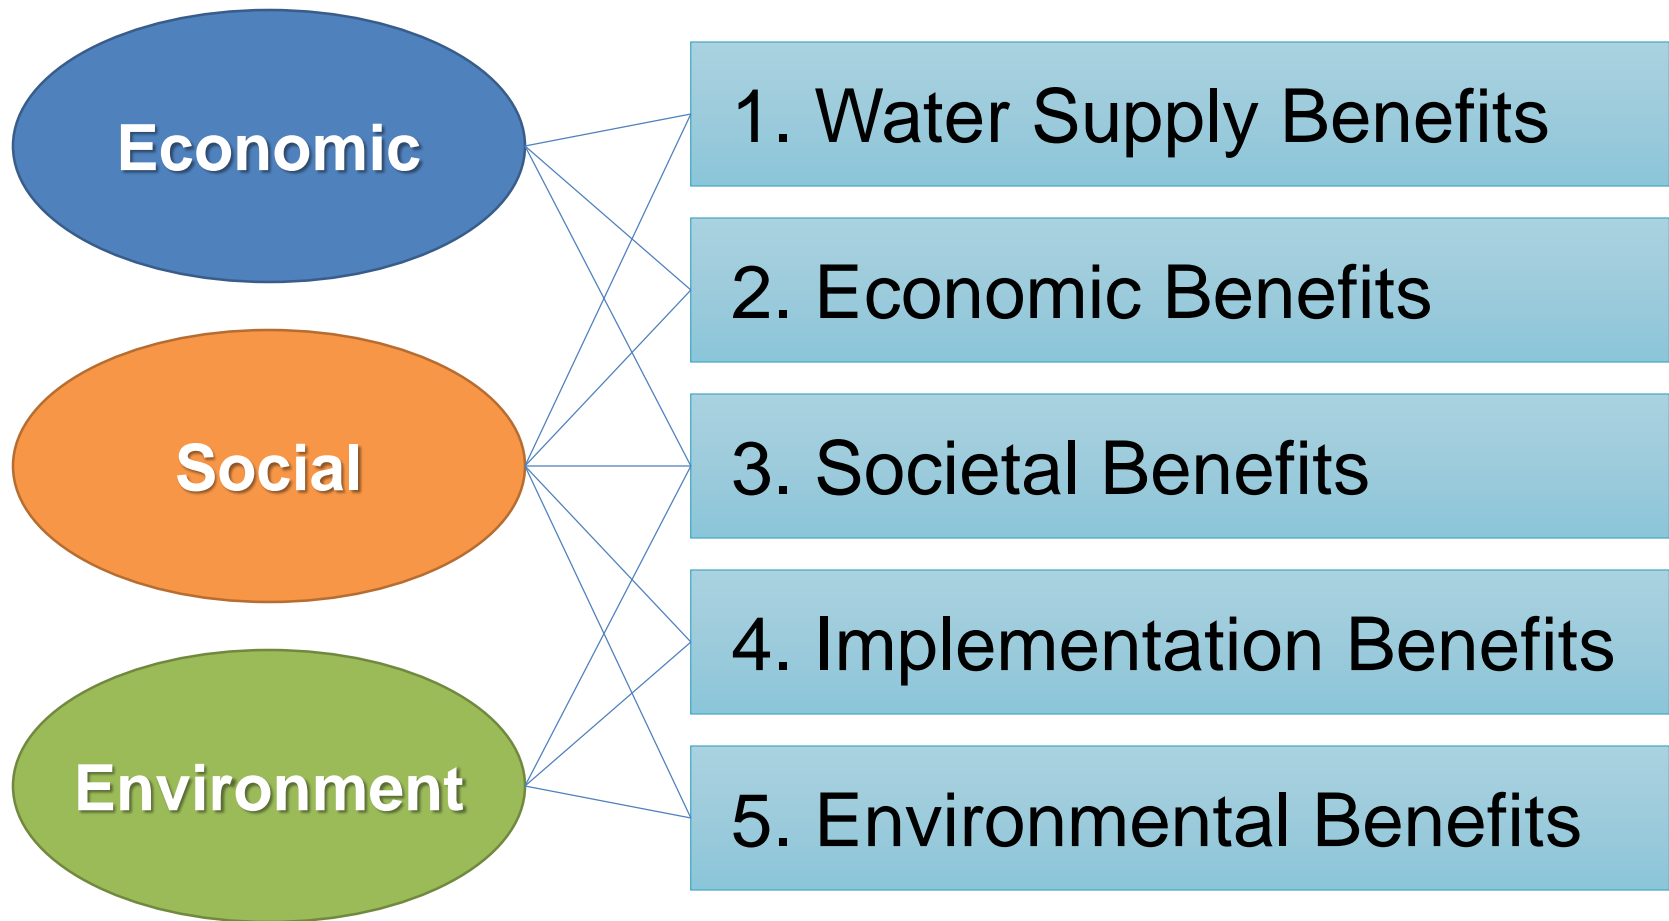 Economic
Social
Environment
1. Water Supply Benefits
2. Economic Benefits
3. Societal Benefits
4. Implementation Benefits
5. Environmental Benefits